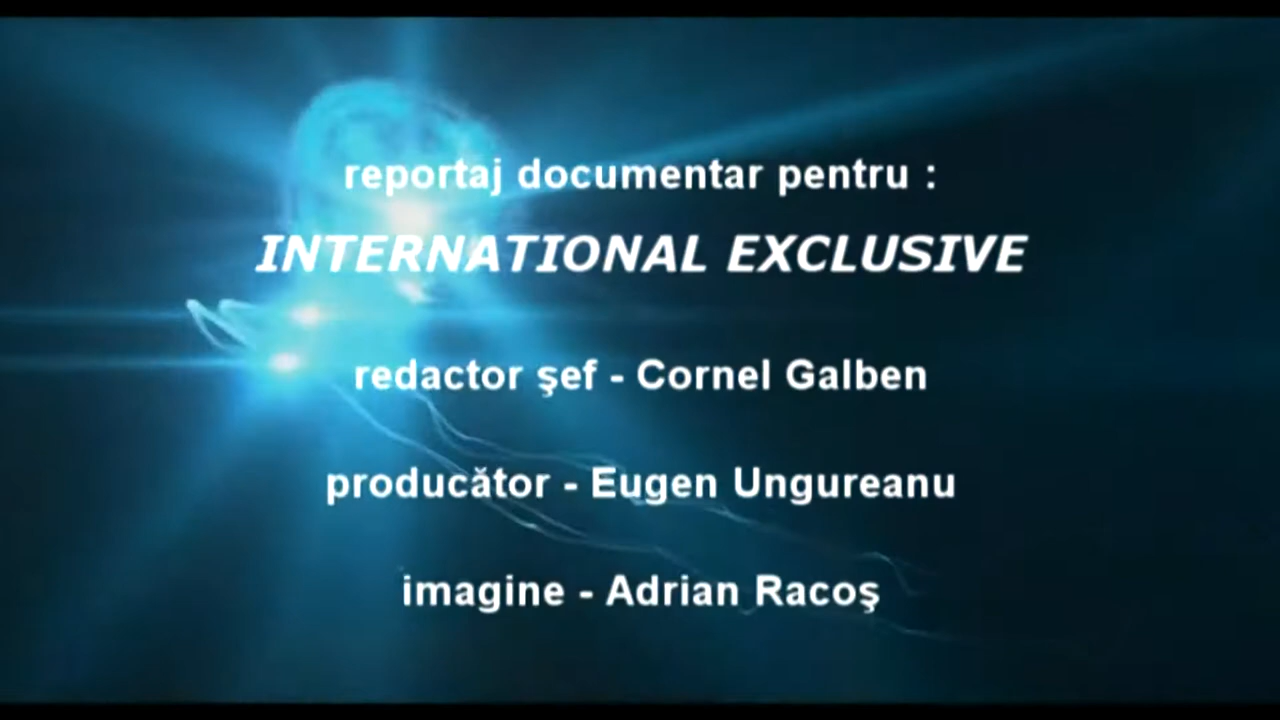 reportaj documentar pentru :
INTERNATIONAL EXCLUSIVE
redactor şef - Cornel Galben
producător - Eugen Ungureanu
imagine - Adrian Racoş